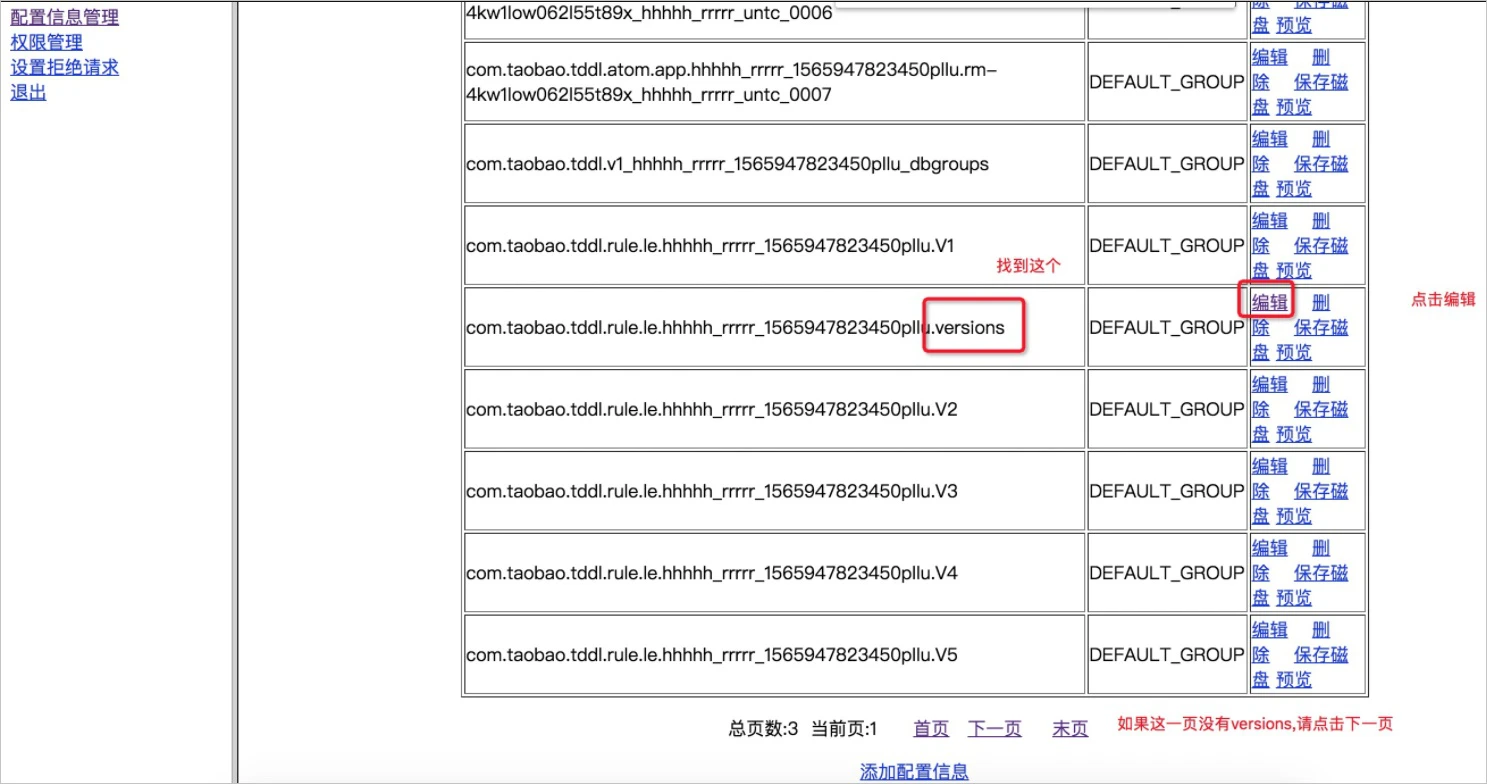 配置信息管理
权限管理
设置拒绝请求
退出
4kw1low062l55t89x_hhhhh_rrrrr_untc_0006
除 保存磁
盘 预览
com.taobao.tddl.atom.app.hhhhh_rrrrr_1565947823450pllu.rm-
4kw1low062l55t89x_hhhhh_rrrrr_untc_0007
DEFAULT_GROUP
编辑 删
除 保存磁
盘 预览
com.taobao.tddl.v1_hhhhh_rrrrr_1565947823450pllu_dbgroups
DEFAULT_GROUP
编辑 删
除 保存磁
盘 预览
com.taobao.tddl.rule.le.hhhhh_rrrrr_1565947823450pllu.V1
找到这个
DEFAULT_GROUP
编辑 删
除 保存磁
盘 预览
com.taobao.tddl.rule.le.hhhhh_rrrrr_1565947823450pllu.versions
DEFAULT_GROUP
编辑 删
除 保存磁
盘 预览
点击编辑
com.taobao.tddl.rule.le.hhhhh_rrrrr_1565947823450pllu.V2
DEFAULT_GROUP
编辑 删
除 保存磁
盘 预览
com.taobao.tddl.rule.le.hhhhh_rrrrr_1565947823450pllu.V3
DEFAULT_GROUP
编辑 删
除 保存磁
盘 预览
com.taobao.tddl.rule.le.hhhhh_rrrrr_1565947823450pllu.V4
DEFAULT_GROUP
编辑 删
除 保存磁
盘 预览
com.taobao.tddl.rule.le.hhhhh_rrrrr_1565947823450pllu.V5
DEFAULT_GROUP
编辑 删
除 保存磁
盘 预览
总页数:3 当前页:1 首页 下一页 末页
如果这一页没有versions,请点击下一页
添加配置信息